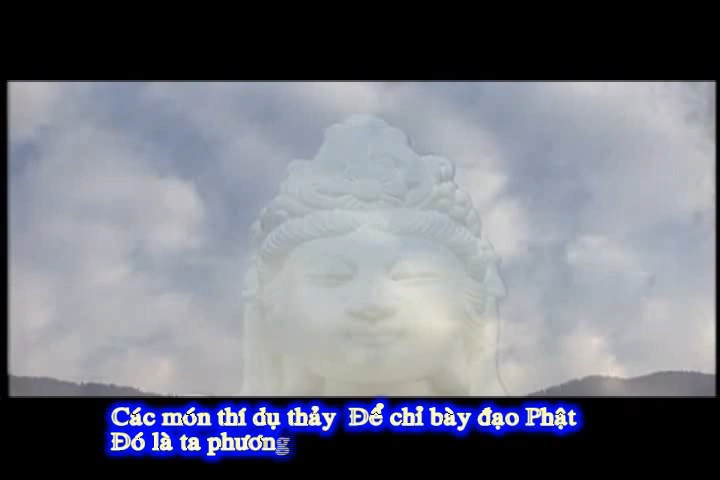 Các món thí dụ thảy Để chỉ bày đạo Phật
Đó là ta phương